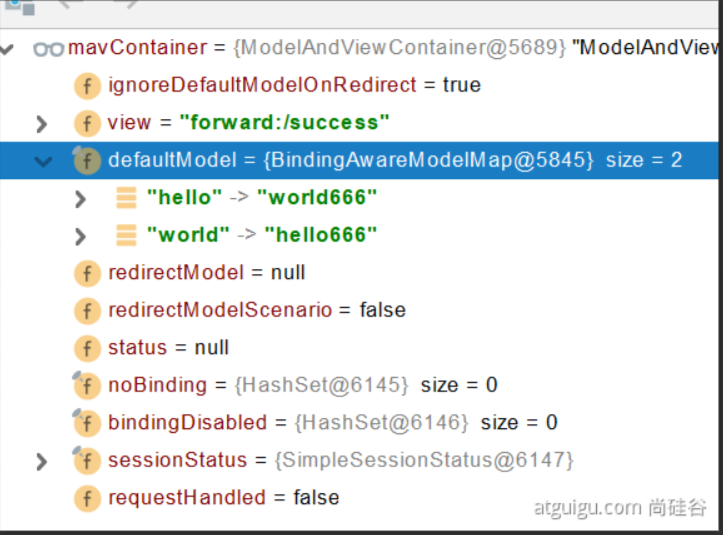 mavContainer = {ModelAndViewContainer@5689} "ModelAndView
ignoreDefaultModelOnRedirect = true
view = "forward:/success"
defaultModel = {BindingAwareModelMap@5845} size = 2
"hello" -> "world666"
"world" -> "hello666"
redirectModel = null
redirectModelScenario = false
status = null
noBinding = {HashSet@6145} size = 0
bindingDisabled = {HashSet@6146} size = 0
sessionStatus = {SimpleSessionStatus@6147}
requestHandled = false
atguigu.com 尚硅谷